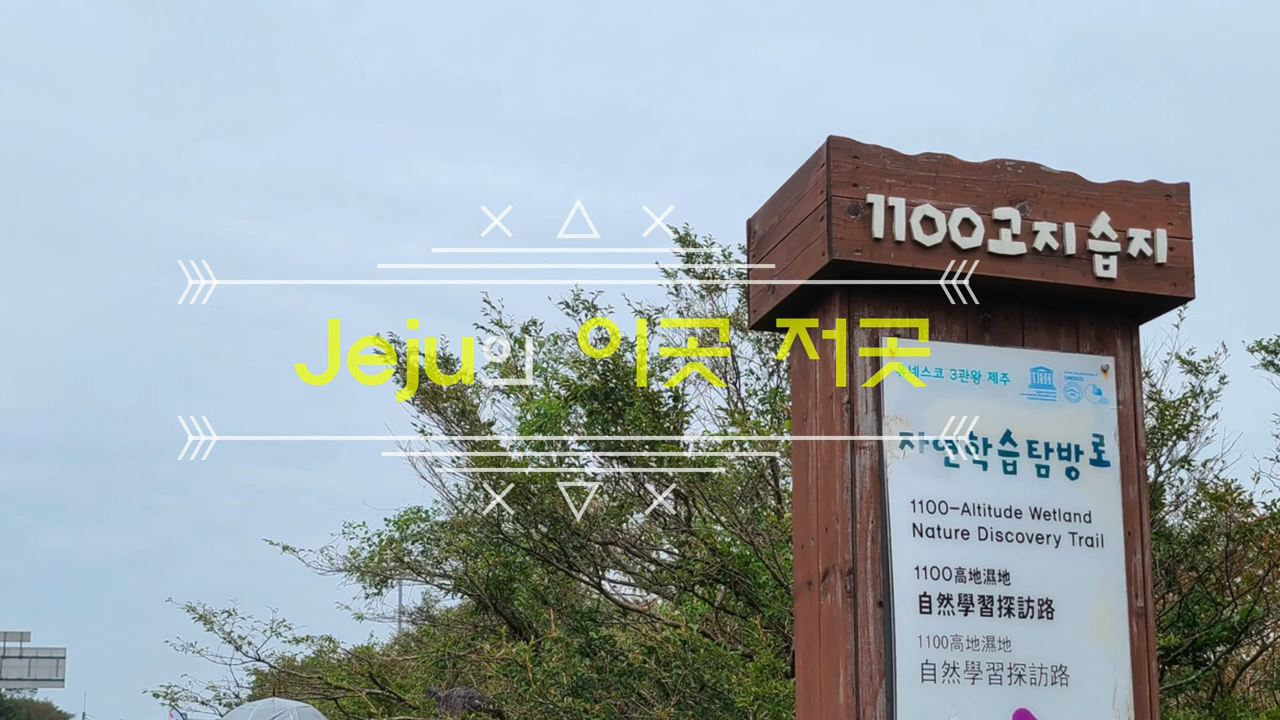 1100고지습지
Jeju의 이곳 저곳
유네스코 3관왕 제주
자연학습탐방로
1100-Altitude Wetland
Nature Discovery Trail
1100高地濕地
自然學習探訪路
1100高地濕地
自然學習探訪路